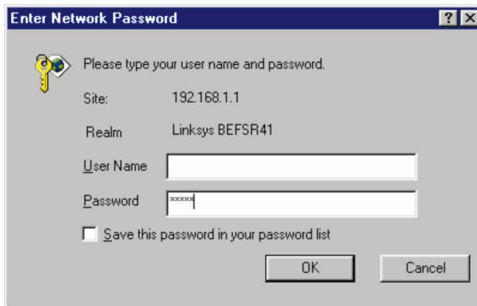 Enter Network Password ? X
Please type your user name and password.
Site: 192.168.1.1
Realm Linksys BEFSR41
User Name
Password xxxxx
Save this password in your password list
OK Cancel